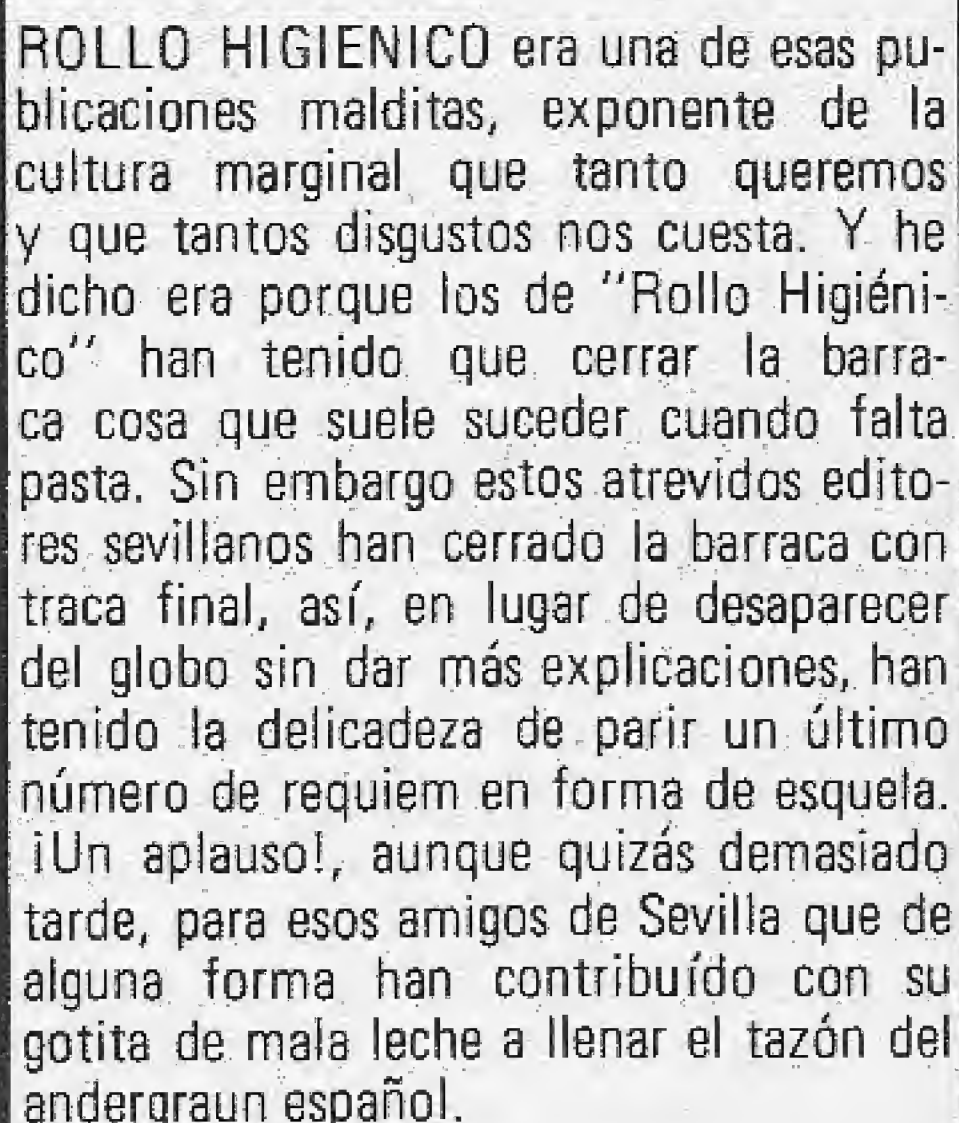 ROLLO HIGIENICO era una de esas pu-
blicaciones malditas, exponente de la
cultura marginal que tanto queremos
y que tantos disgustos nos cuesta. Y he
dicho era porque los de "Rollo Higiéni-
co" han tenido que cerrar la barra-
ca cosa que suele suceder cuando falta
pasta. Sin embargo estos atrevidos edito-
res sevillanos han cerrado la barraca con
traca final, así, en lugar de desaparecer
del globo sin dar más explicaciones, han
tenido la delicadeza de parir un último
número de requiem en forma de esquela.
¡Un aplauso!, aunque quizás demasiado
tarde, para esos amigos de Sevilla que de
alguna forma han contribuído con su
gotita de mala leche a llenar el tazón del
andergraun español.